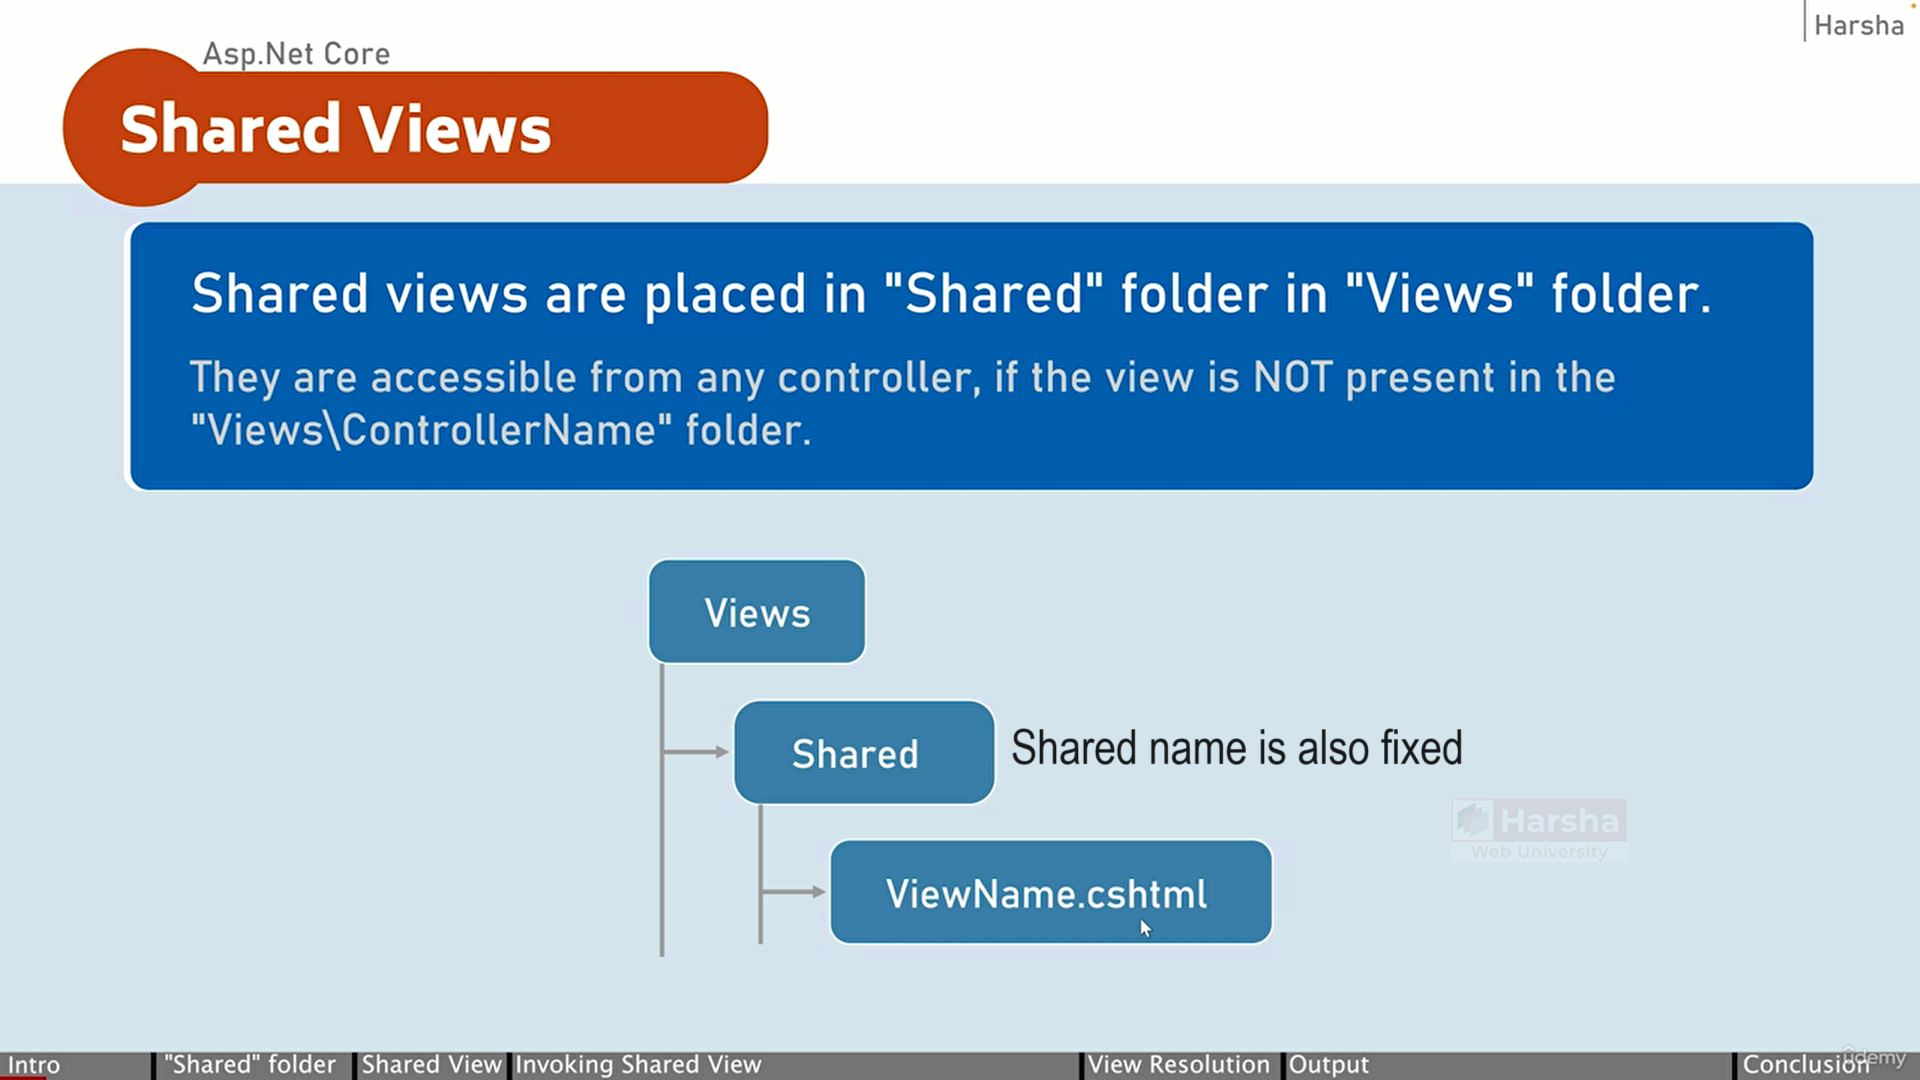 Harsha
Asp.Net Core
Shared Views
Shared views are placed in "Shared" folder in "Views" folder.
They are accessible from any controller, if the view is NOT present in the
"Views\ControllerName" folder.
Views
Shared
Shared name is also fixed
Harsha
Web University
ViewName.cshtml
Intro
"Shared" folder
Shared View
Invoking Shared View
View Resolution
Output
Conclusion
ûdemy